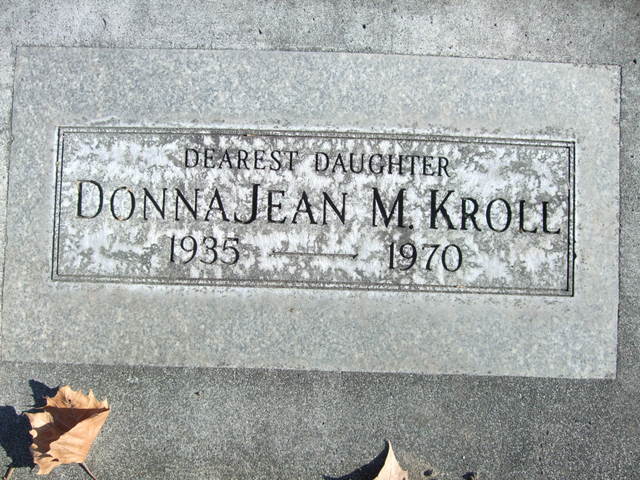 DEAREST DAUGHTER
DONNAJEAN M. KROLL
1935 — 1970